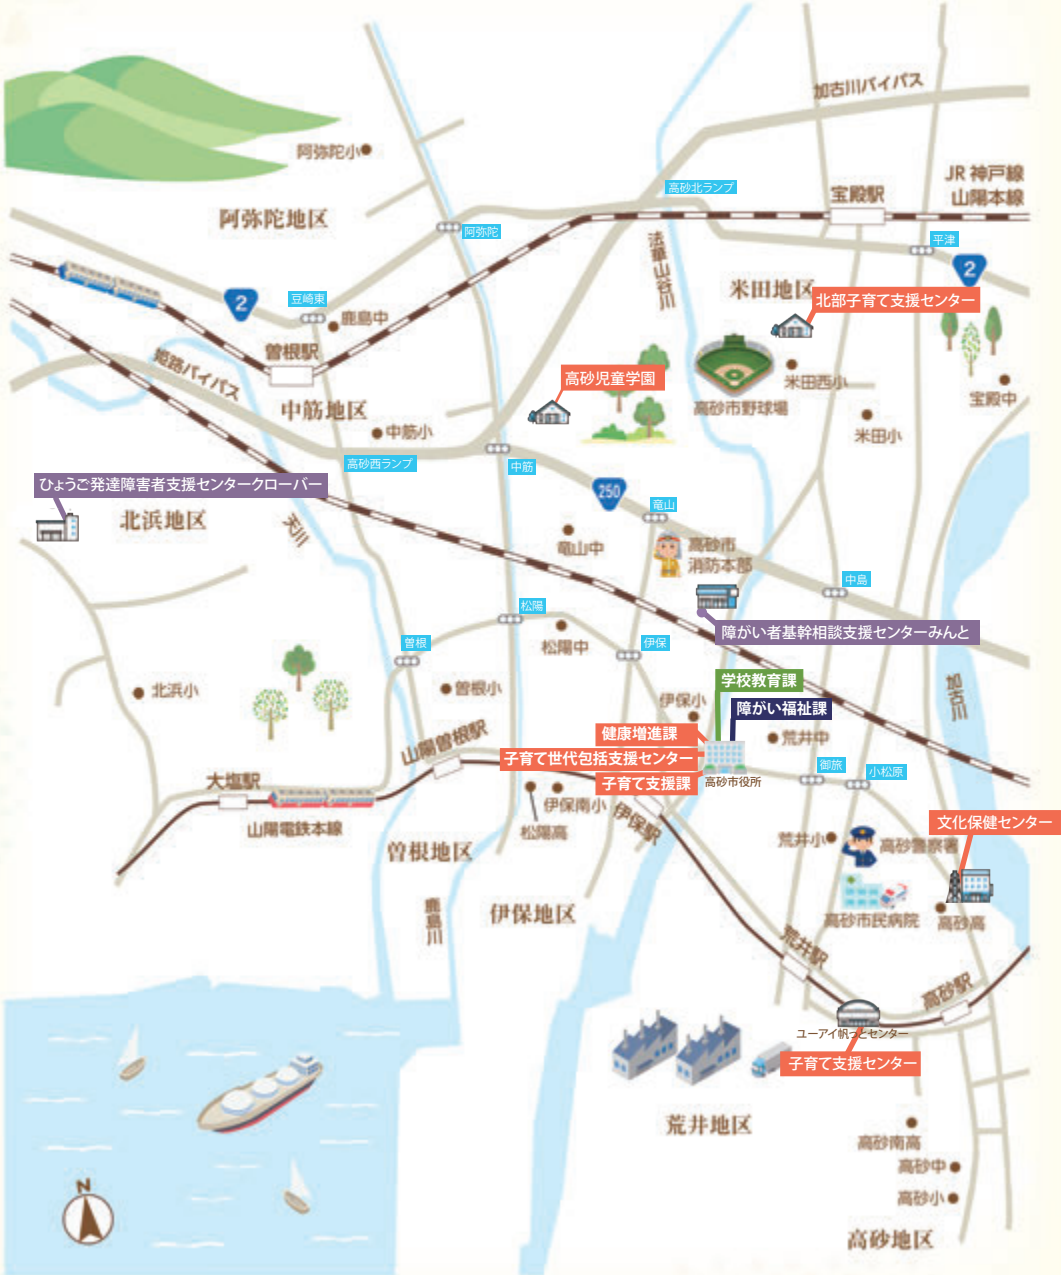 加古川バイパス
阿弥陀小
JR 神戸線
山陽本線
高砂北ランプ
宝殿駅
阿弥陀地区
阿弥陀
平津
法華山谷川
2
米田地区
北部子育て支援センター
2
豆崎東
鹿島中
曽根駅
姫路バイパス
高砂児童学園
米田西小
宝殿中
中筋地区
高砂市野球場
中筋小
米田小
高砂西ランプ
中筋
ひょうご発達障害者支援センタークローバー
250
竜山
北浜地区
天川
竜山中
高砂市
消防本部
中島
松陽
障がい者基幹相談支援センターみんと
曽根
松陽中
伊保
学校教育課
北浜小
曽根小
伊保小
障がい福祉課
加古川
健康増進課
荒井中
山陽曽根駅
子育て世代包括支援センター
御旅
小松原
大塩駅
子育て支援課
高砂市役所
伊保南小
山陽電鉄本線
松陽高
伊保駅
文化保健センター
荒井小
高砂警察署
曽根地区
鹿島川
伊保地区
高砂市民病院
高砂高
荒井駅
高砂駅
ユーアイ帆っとセンター
子育て支援センター
荒井地区
高砂南高
高砂中
N
高砂小
高砂地区